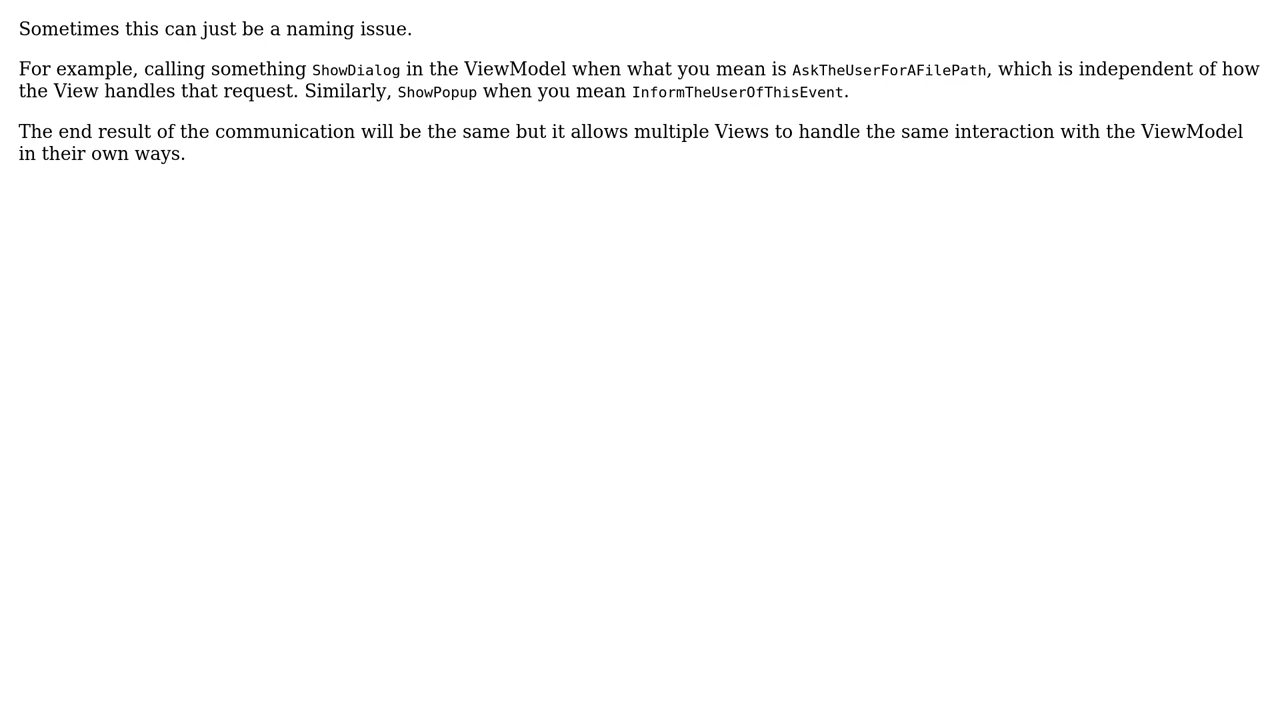 Sometimes this can just be a naming issue.
For example, calling something ShowDialog in the ViewModel when what you mean is AskTheUserForAFilePath, which is independent of how
the View handles that request. Similarly, ShowPopup when you mean InformTheUserOfThisEvent.
The end result of the communication will be the same but it allows multiple Views to handle the same interaction with the ViewModel
in their own ways.